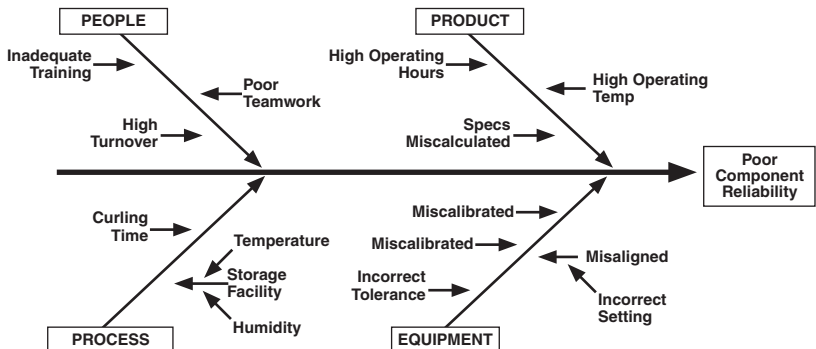 PEOPLE
PRODUCT
Inadequate
Training
Poor
Teamwork
High
Turnover
High Operating
Hours
High Operating
Temp
Specs
Miscalculated
Poor
Component
Reliability
Curling
Time
Temperature
Storage
Facility
Humidity
Miscalibrated
Miscalibrated
Misaligned
Incorrect
Tolerance
Incorrect
Setting
PROCESS
EQUIPMENT